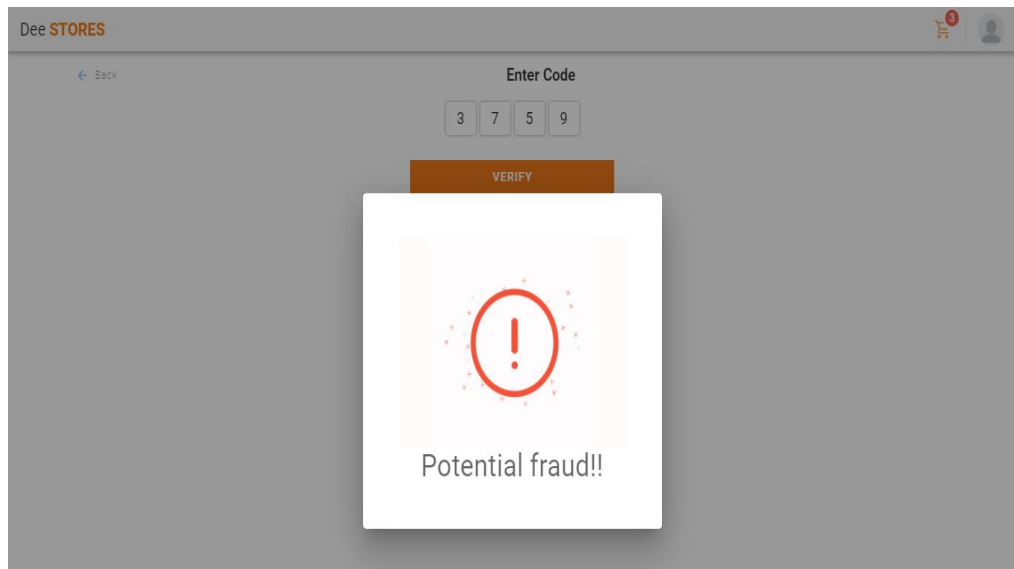 Dee STORES
3
Back
Enter Code
3 7 5 9
VERIFY
Potential fraud!!